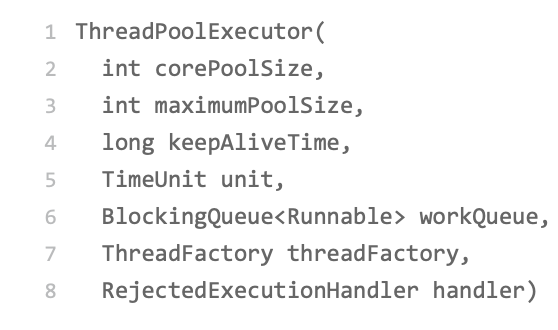 1 ThreadPoolExecutor(
2   int corePoolSize,
3   int maximumPoolSize,
4   long keepAliveTime,
5   TimeUnit unit,
6   BlockingQueue<Runnable> workQueue,
7   ThreadFactory threadFactory,
8   RejectedExecutionHandler handler)